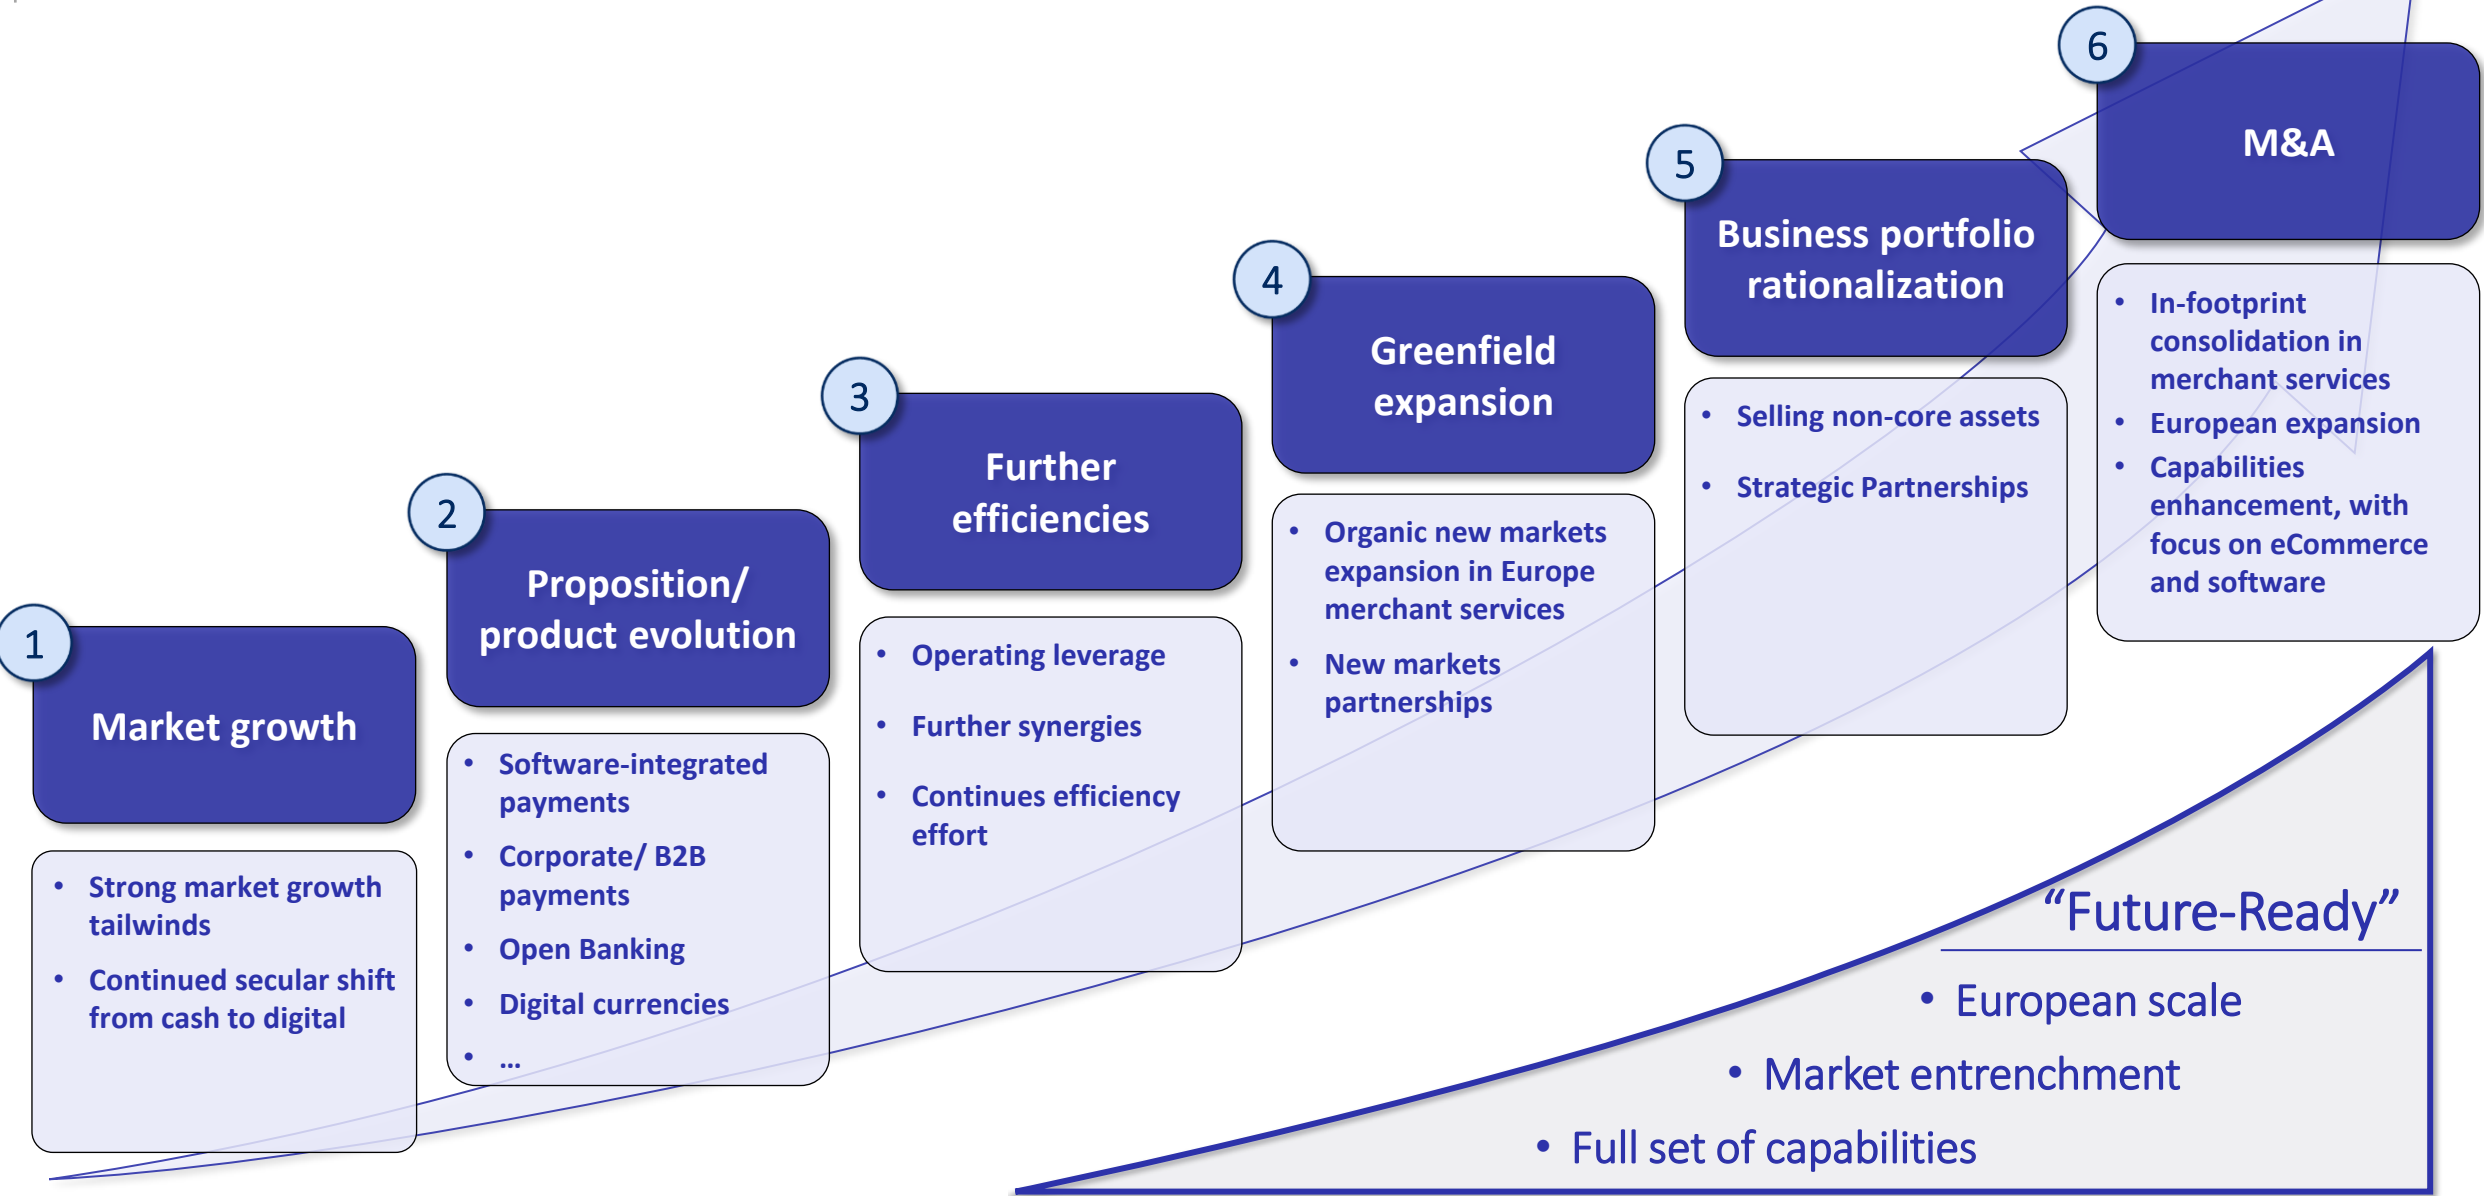 1
Market growth
• Strong market growth
tailwinds
• Continued secular shift
from cash to digital
2
Proposition/
product evolution
• Software-integrated
payments
• Corporate/ B2B
payments
• Open Banking
• Digital currencies
• ...
3
Further
efficiencies
• Operating leverage
• Further synergies
• Continues efficiency
effort
4
Greenfield
expansion
• Organic new markets
expansion in Europe
merchant services
• New markets
partnerships
5
Business portfolio
rationalization
• Selling non-core assets
• Strategic Partnerships
6
M&A
• In-footprint
consolidation in
merchant services
• European expansion
• Capabilities
enhancement, with
focus on eCommerce
and software
“Future-Ready”
• European scale
• Market entrenchment
• Full set of capabilities